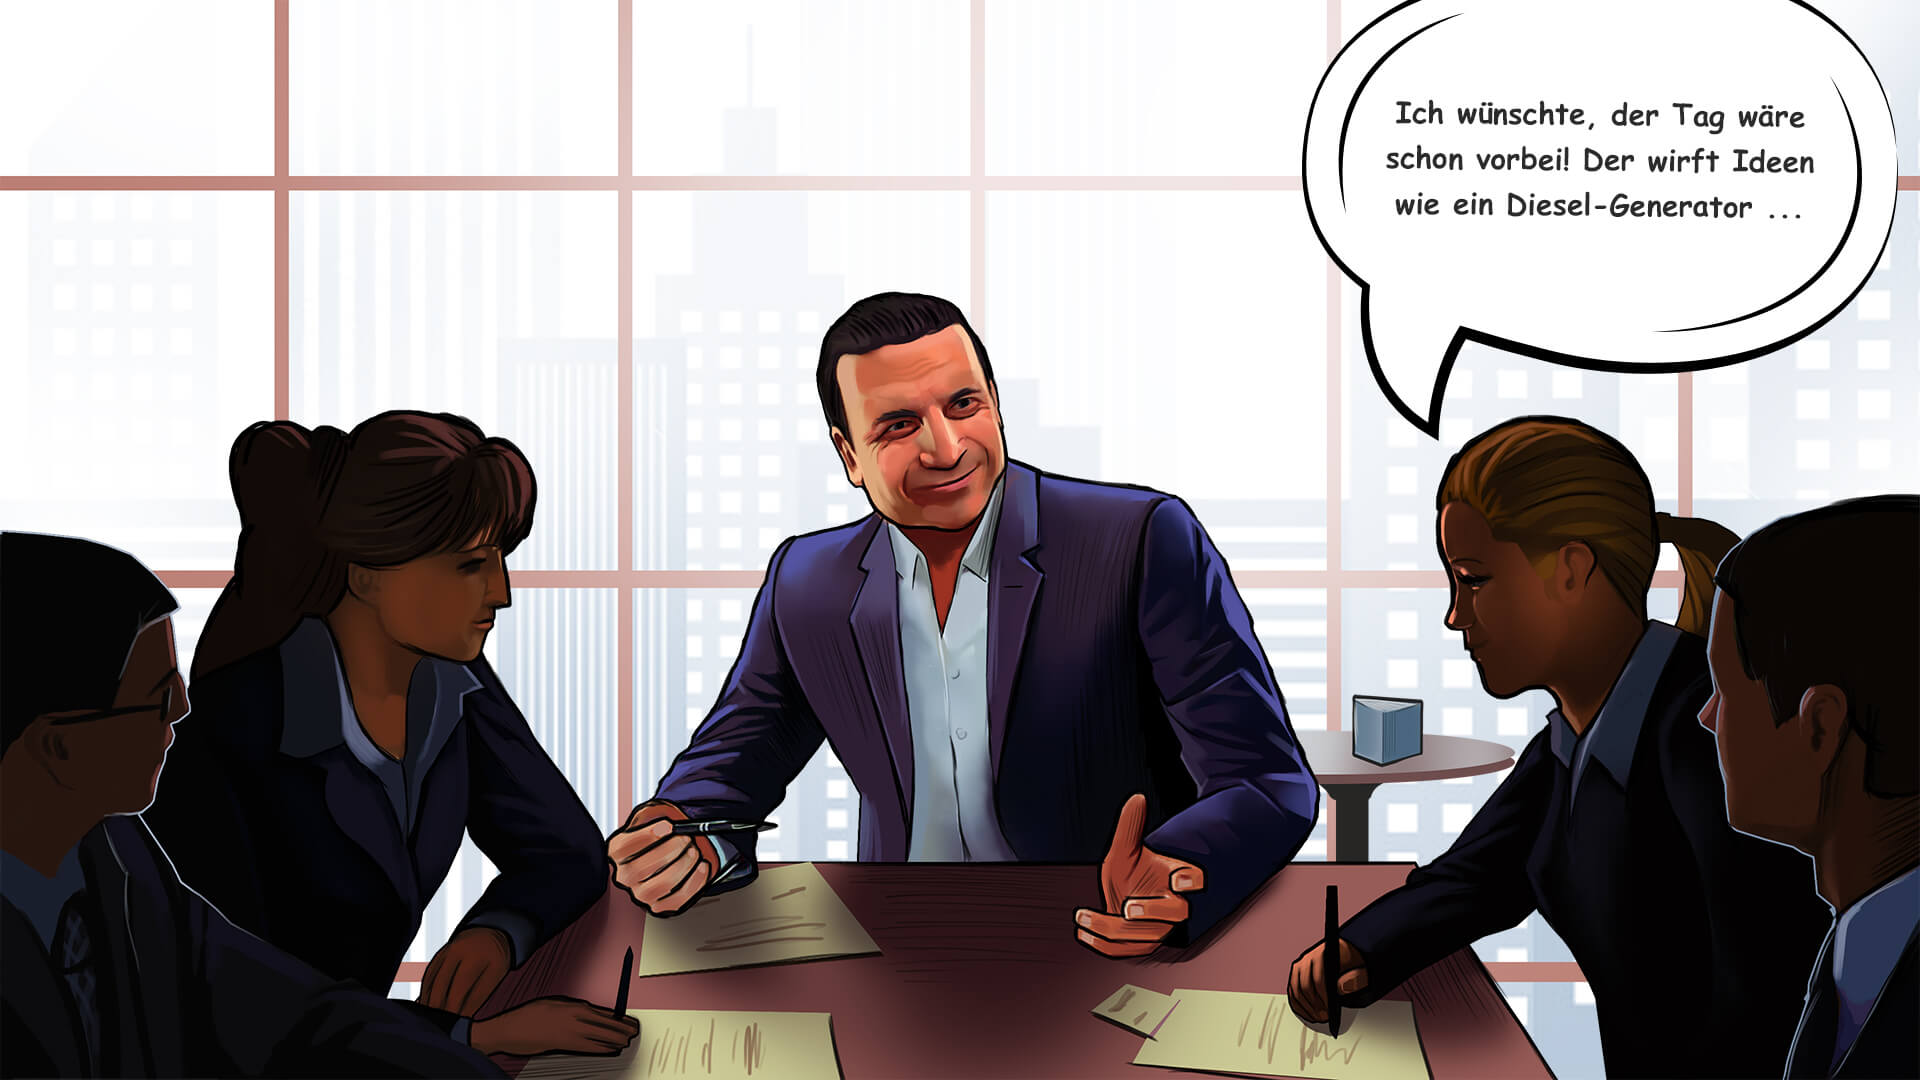 Ich wünschte, der Tag wäre
schon vorbei! Der wirft Ideen
wie ein Diesel-Generator ...